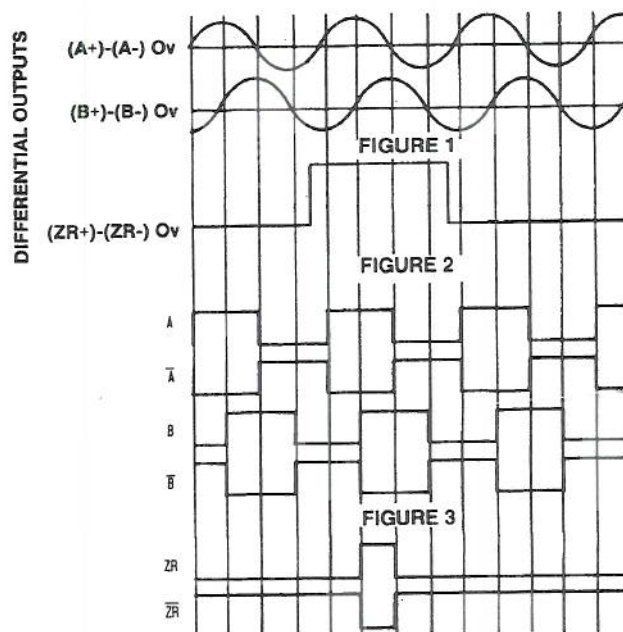 DIFFERENTIAL OUTPUTS
(A+)-(A-) Ov
(B+)-(B-) Ov
FIGURE 1
(ZR+)-(ZR-) Ov
FIGURE 2
A
A̅
B
B̅
FIGURE 3
ZR
Z̅R̅